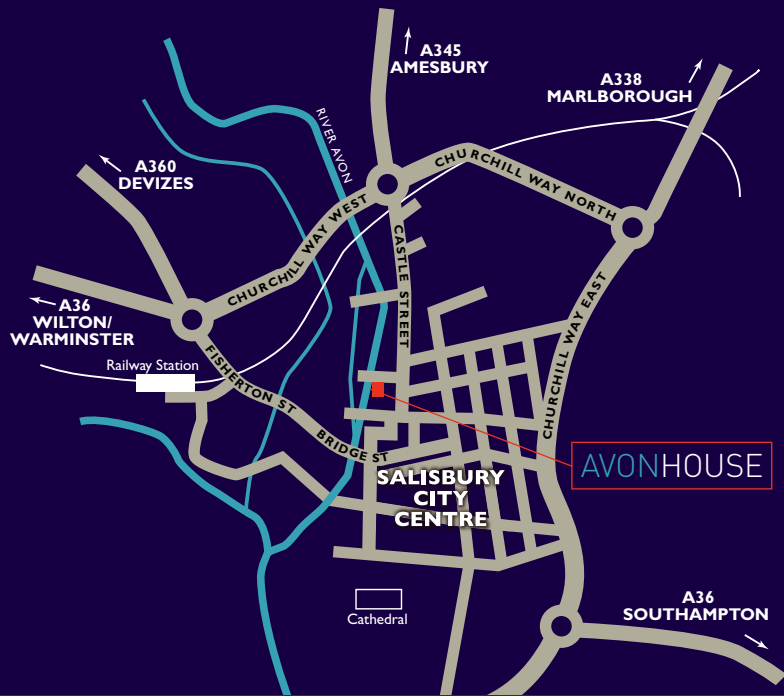 A345
AMESBURY
A338
MARLBOROUGH
RIVER AVON
A360
DEVIZES
CHURCHILL WAY NORTH
CHURCHILL WAY WEST
CASTLE STREET
A36
WILTON/
WARMINSTER
CHURCHILL WAY EAST
Railway Station
FISHERTON ST
BRIDGE ST
AVONHOUSE
SALISBURY
CITY
CENTRE
A36
SOUTHAMPTON
Cathedral